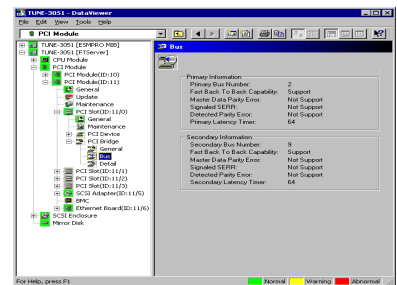 TUNE-3051 - DataViewer
File Edit View Tools Help
PCI Module
TUNE-3051 [ESMPRO MIB]
TUNE-3051 [FTServer]
CPU Module
PCI Module
PCI Module(ID:10)
PCI Module(ID:11)
General
Update
Maintenance
PCI Slot(ID:11/0)
General
Maintenance
PCI Device
PCI Bridge
General
Bus
Detail
PCI Slot(ID:11/1)
PCI Slot(ID:11/2)
PCI Slot(ID:11/3)
SCSI Adapter(ID:11/5)
BMC
Ethernet Board(ID:11/6)
SCSI Enclosure
Mirror Disk
Bus
Primary Information
Primary Bus Number: 2
Fast Back To Back Capability: Support
Master Data Parity Error: Not Support
Signaled SERR: Not Support
Detected Parity Error: Not Support
Primary Latency Timer: 64
Secondary Information
Secondary Bus Number: 9
Fast Back To Back Capability: Support
Master Data Parity Error: Not Support
Signaled SERR: Not Support
Detected Parity Error: Not Support
Secondary Latency Timer: 64
For Help, press F1
Normal Warning Abnormal